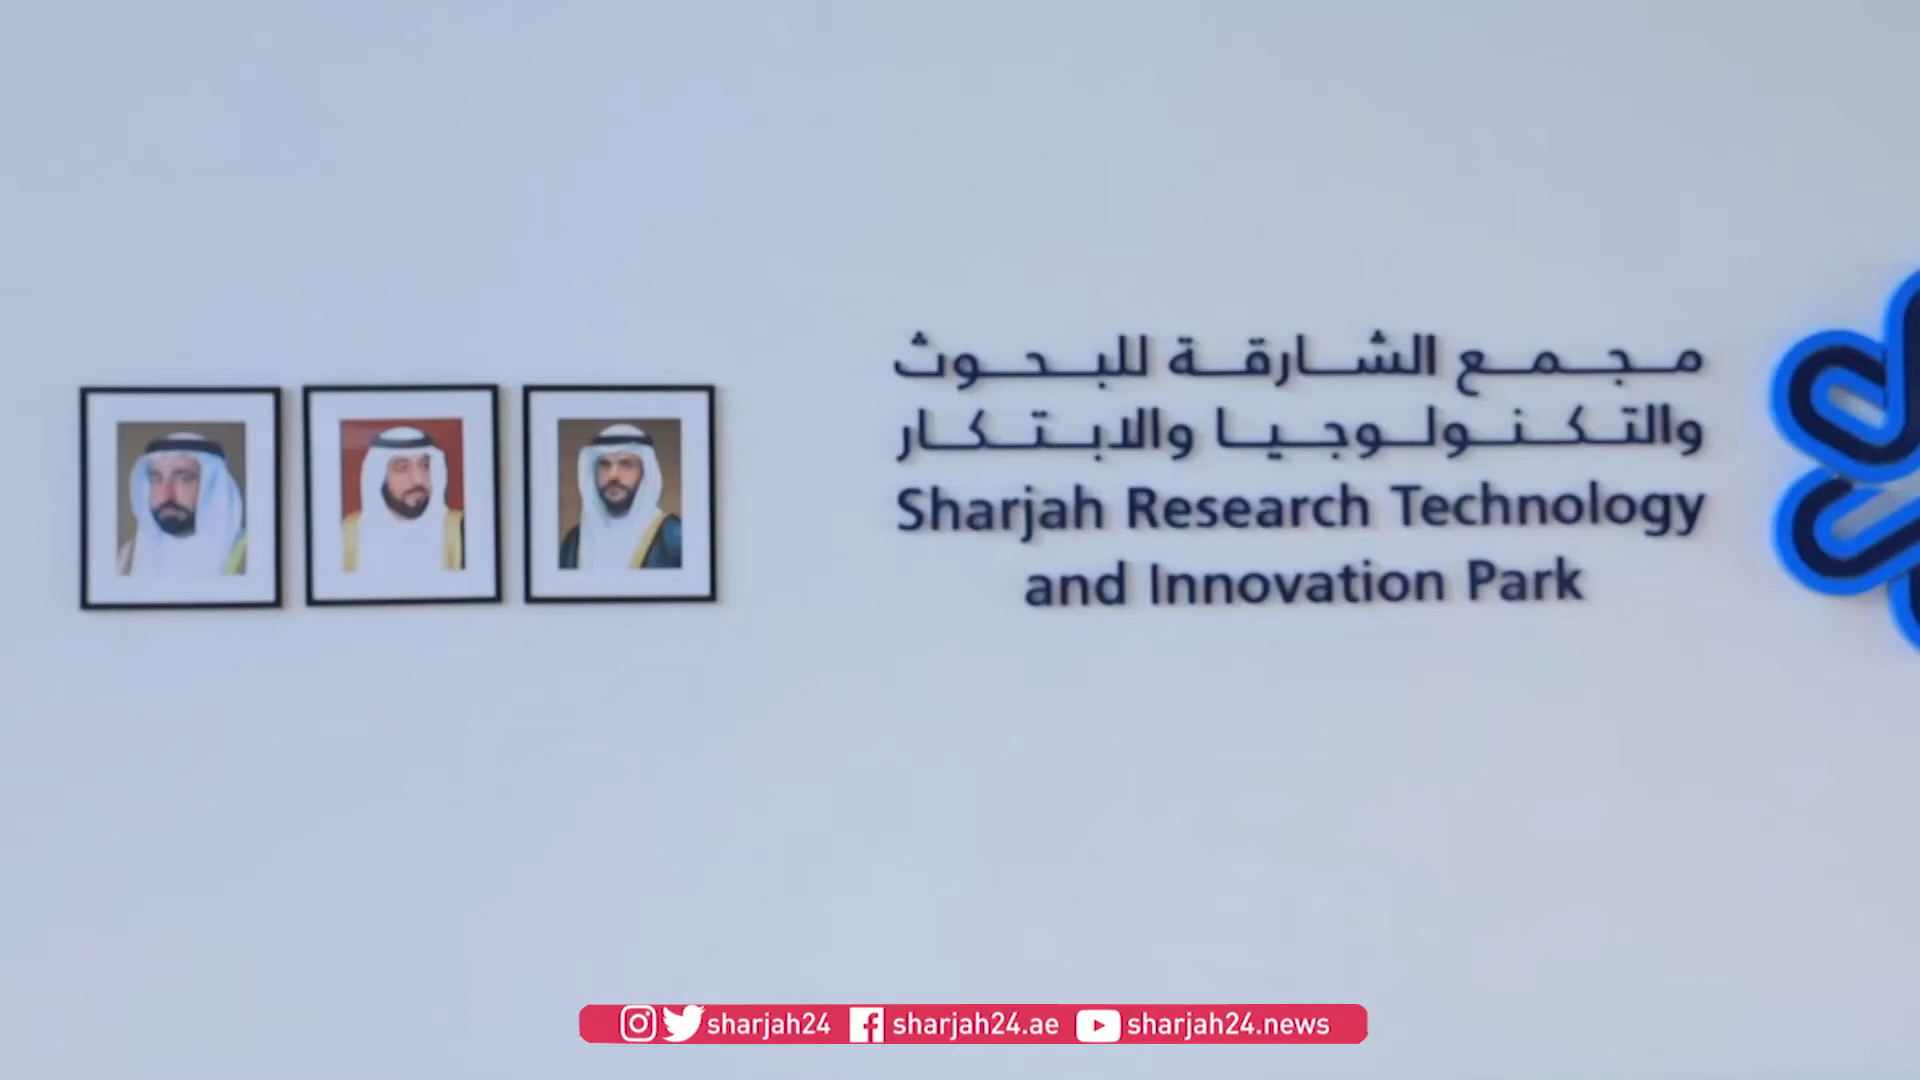 مجمع الشارقة للبحوث
والتكنولوجيا والابتكار
Sharjah Research Technology
and Innovation Park
sharjah24 sharjah24.ae sharjah24.news